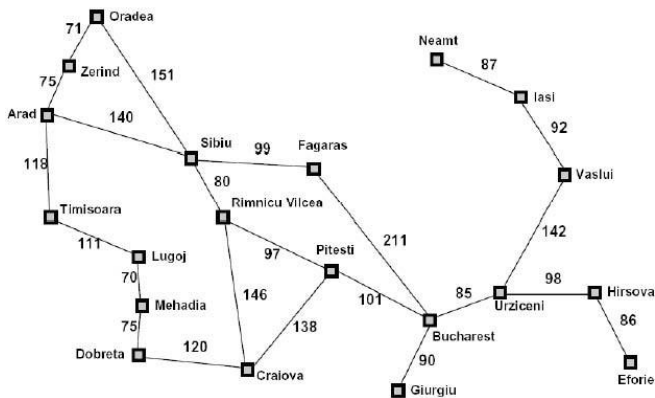 Oradea
71
Neamt
87
Zerind
151
75
Iasi
Arad
140
92
Sibiu
99
Fagaras
118
80
Vaslui
Rimnicu Vilcea
Timisoara
111
Lugoj
97
Pitesti
211
142
70
146
98
Hirsova
Mehadia
101
85
Urziceni
75
138
86
Bucharest
120
Dobreta
90
Craiova
Giurgiu
Eforie